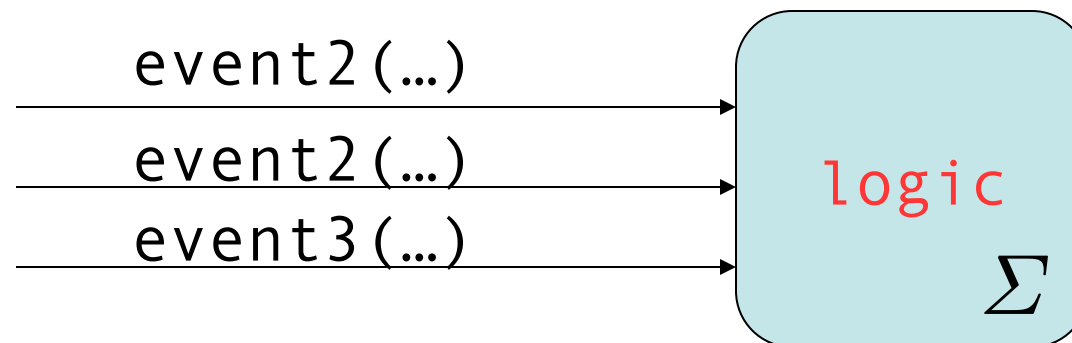 event2(…)
event2(…)
logic
event3(…)
Σ